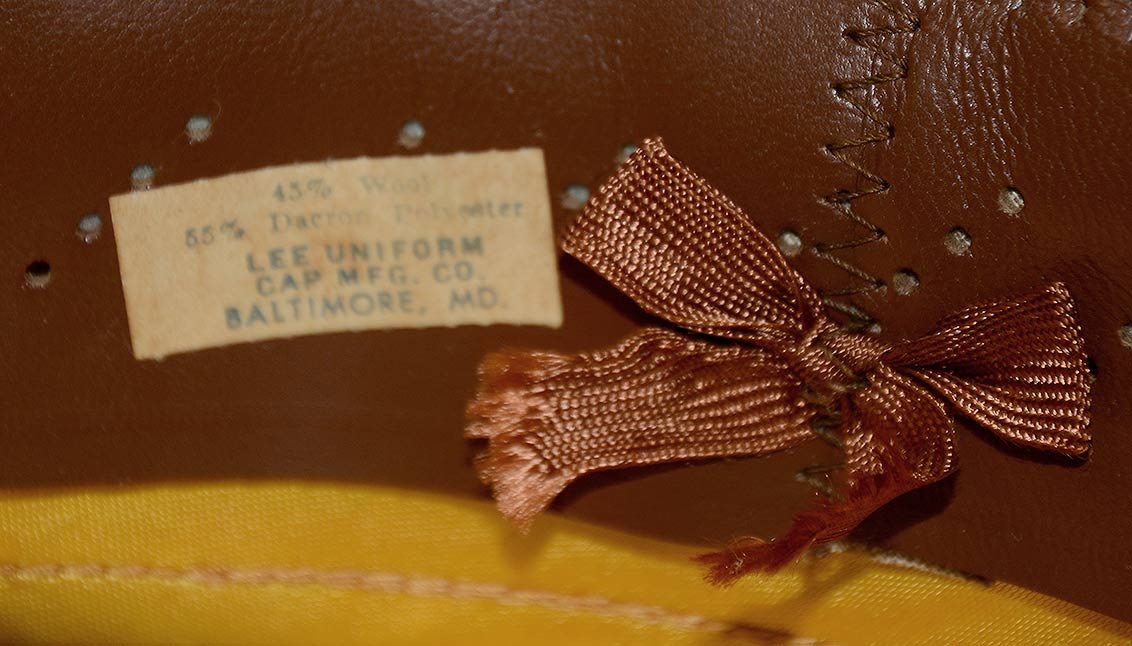 45% Wool
55% Dacron Polyester
LEE UNIFORM
CAP MFG. CO.
BALTIMORE, MD.